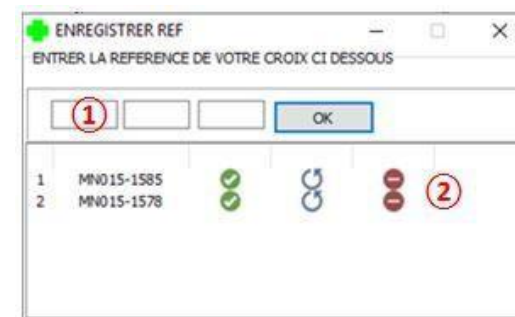 ENREGISTRER REF
ENTRER LA REFERENCE DE VOTRE CROIX CI DESSOUS
1 OK
1 MN015-1585
2 MN015-1578
2